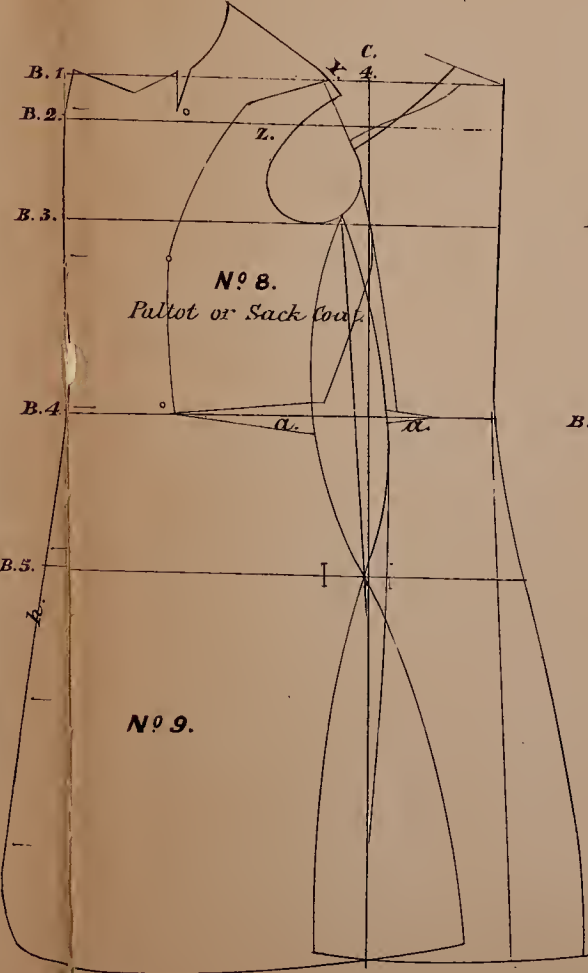 C.
4.
B. 1
Y.
B. 2.
o
Z.
B. 3.
Nº 8.
Paltot or Sack Coat.
B. 4
o
a.
a.
B.
B. 5.
h.
Nº 9.